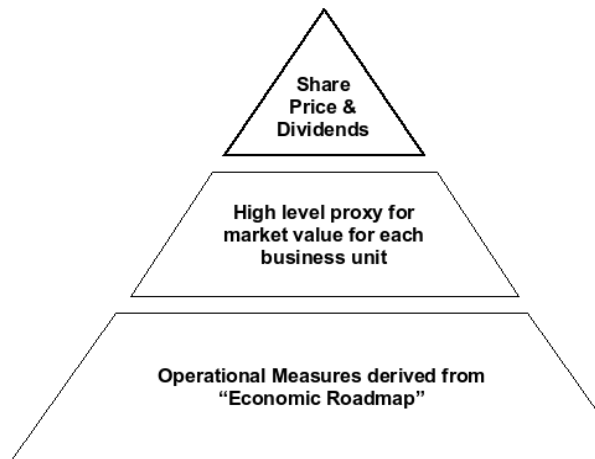 Share
Price &
Dividends
High level proxy for
market value for each
business unit
Operational Measures derived from
“Economic Roadmap”